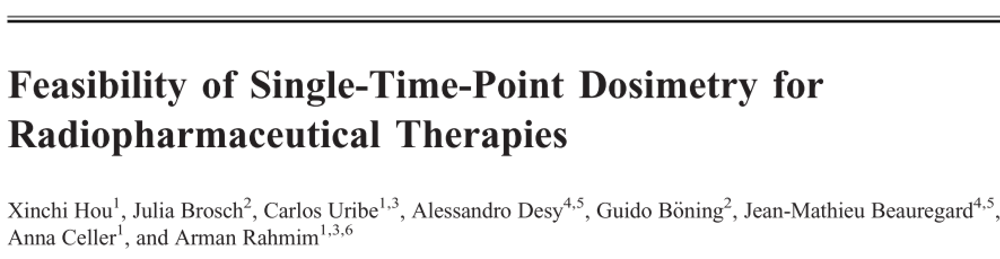 Feasibility of Single-Time-Point Dosimetry for
Radiopharmaceutical Therapies
Xinchi Hou¹, Julia Brosch², Carlos Uribe¹,³, Alessandro Desy⁴,⁵, Guido Böning², Jean-Mathieu Beauregard⁴,⁵,
Anna Celler¹, and Arman Rahmim¹,³,⁶